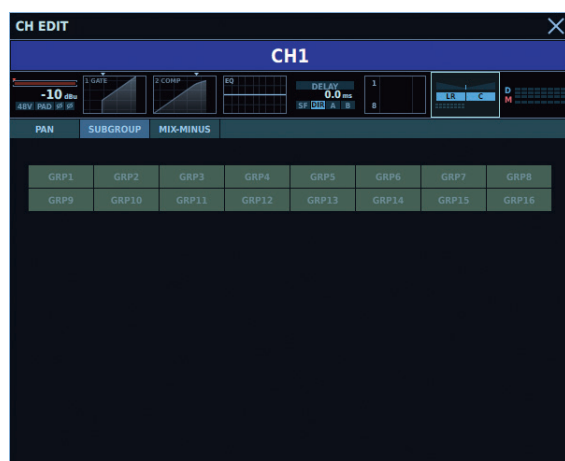 CH EDIT
CH1
-10 dBu
48V PAD Ø Ø
1 GATE
2 COMP
EQ
DELAY
0.0 ms
SF DIR A B
1
8
LR C
D
M
PAN SUBGROUP MIX-MINUS
GRP1 GRP2 GRP3 GRP4 GRP5 GRP6 GRP7 GRP8
GRP9 GRP10 GRP11 GRP12 GRP13 GRP14 GRP15 GRP16